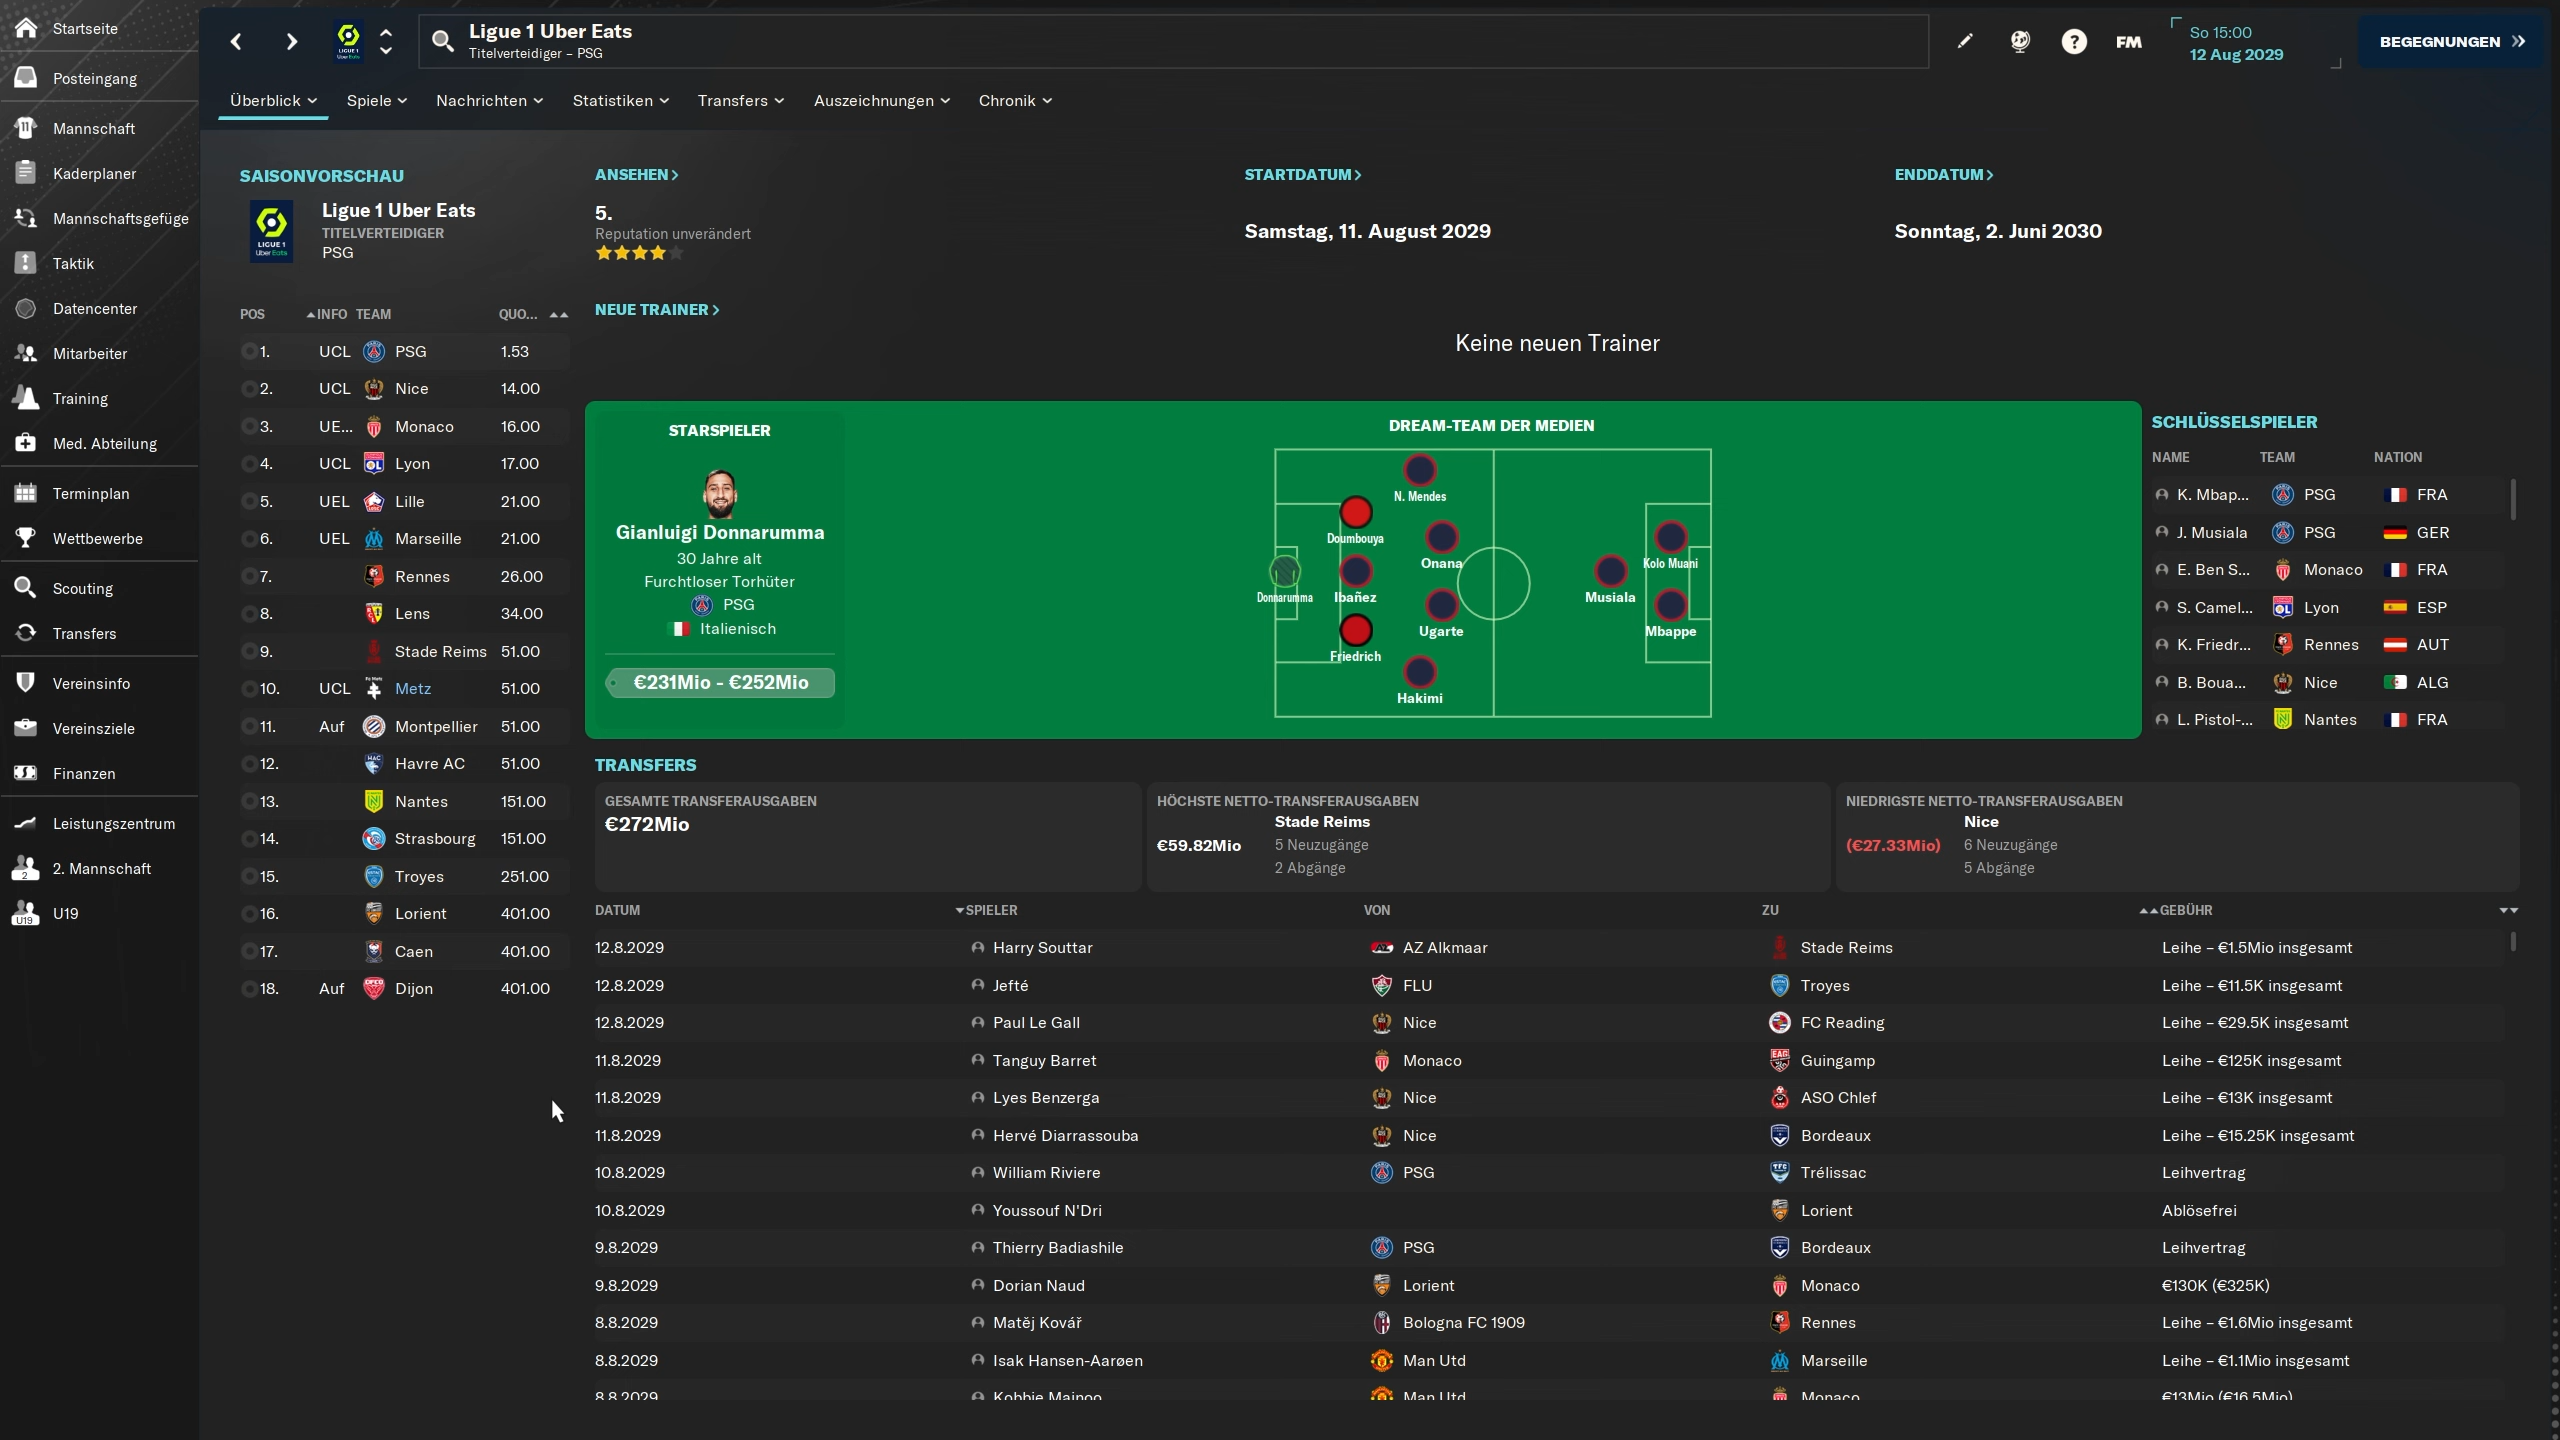 Startseite
Posteingang
Mannschaft
Kaderplaner
Mannschaftsgefüge
Taktik
Datencenter
Mitarbeiter
Training
Med. Abteilung
Terminplan
Wettbewerbe
Scouting
Transfers
Vereinsinfo
Vereinsziele
Finanzen
Leistungszentrum
2. Mannschaft
U19
Ligue 1 Uber Eats
Titelverteidiger – PSG
FM
So 15:00
12 Aug 2029
BEGEGNUNGEN
Überblick Spiele Nachrichten Statistiken Transfers Auszeichnungen Chronik
SAISONVORSCHAU
Ligue 1 Uber Eats
TITELVERTEIDIGER
PSG
ANSEHEN
5.
Reputation unverändert
STARTDATUM
Samstag, 11. August 2029
ENDDATUM
Sonntag, 2. Juni 2030
NEUE TRAINER
Keine neuen Trainer
POS INFO TEAM QUO...
1. UCL PSG 1.53
2. UCL Nice 14.00
3. UE... Monaco 16.00
4. UCL Lyon 17.00
5. UEL Lille 21.00
6. UEL Marseille 21.00
7. Rennes 26.00
8. Lens 34.00
9. Stade Reims 51.00
10. UCL Metz 51.00
11. Auf Montpellier 51.00
12. Havre AC 51.00
13. Nantes 151.00
14. Strasbourg 151.00
15. Troyes 251.00
16. Lorient 401.00
17. Caen 401.00
18. Auf Dijon 401.00
STARSPIELER
Gianluigi Donnarumma
30 Jahre alt
Furchtloser Torhüter
PSG
Italienisch
€231Mio - €252Mio
DREAM-TEAM DER MEDIEN
N. Mendes
Doumbouya
Onana
Kolo Muani
Donnarumma
Ibañez
Musiala
Ugarte
Mbappe
Friedrich
Hakimi
SCHLÜSSELSPIELER
NAME TEAM NATION
K. Mbap... PSG FRA
J. Musiala PSG GER
E. Ben S... Monaco FRA
S. Camel... Lyon ESP
K. Friedr... Rennes AUT
B. Boua... Nice ALG
L. Pistol-... Nantes FRA
TRANSFERS
GESAMTE TRANSFERAUSGABEN
€272Mio
HÖCHSTE NETTO-TRANSFERAUSGABEN
Stade Reims
€59.82Mio
5 Neuzugänge
2 Abgänge
NIEDRIGSTE NETTO-TRANSFERAUSGABEN
Nice
(€27.33Mio)
6 Neuzugänge
5 Abgänge
DATUM SPIELER VON ZU GEBÜHR
12.8.2029 Harry Souttar AZ Alkmaar Stade Reims Leihe – €1.5Mio insgesamt
12.8.2029 Jefté FLU Troyes Leihe – €11.5K insgesamt
12.8.2029 Paul Le Gall Nice FC Reading Leihe – €29.5K insgesamt
11.8.2029 Tanguy Barret Monaco Guingamp Leihe – €125K insgesamt
11.8.2029 Lyes Benzerga Nice ASO Chlef Leihe – €13K insgesamt
11.8.2029 Hervé Diarrassouba Nice Bordeaux Leihe – €15.25K insgesamt
10.8.2029 William Riviere PSG Trélissac Leihvertrag
10.8.2029 Youssouf N'Dri Lorient Ablösefrei
9.8.2029 Thierry Badiashile PSG Bordeaux Leihvertrag
9.8.2029 Dorian Naud Lorient Monaco €130K (€325K)
8.8.2029 Matěj Kovář Bologna FC 1909 Rennes Leihe – €1.6Mio insgesamt
8.8.2029 Isak Hansen-Aarøen Man Utd Marseille Leihe – €1.1Mio insgesamt
8.8.2029 Kobbie Mainoo Man Utd Monaco €13Mio (€16.5Mio)